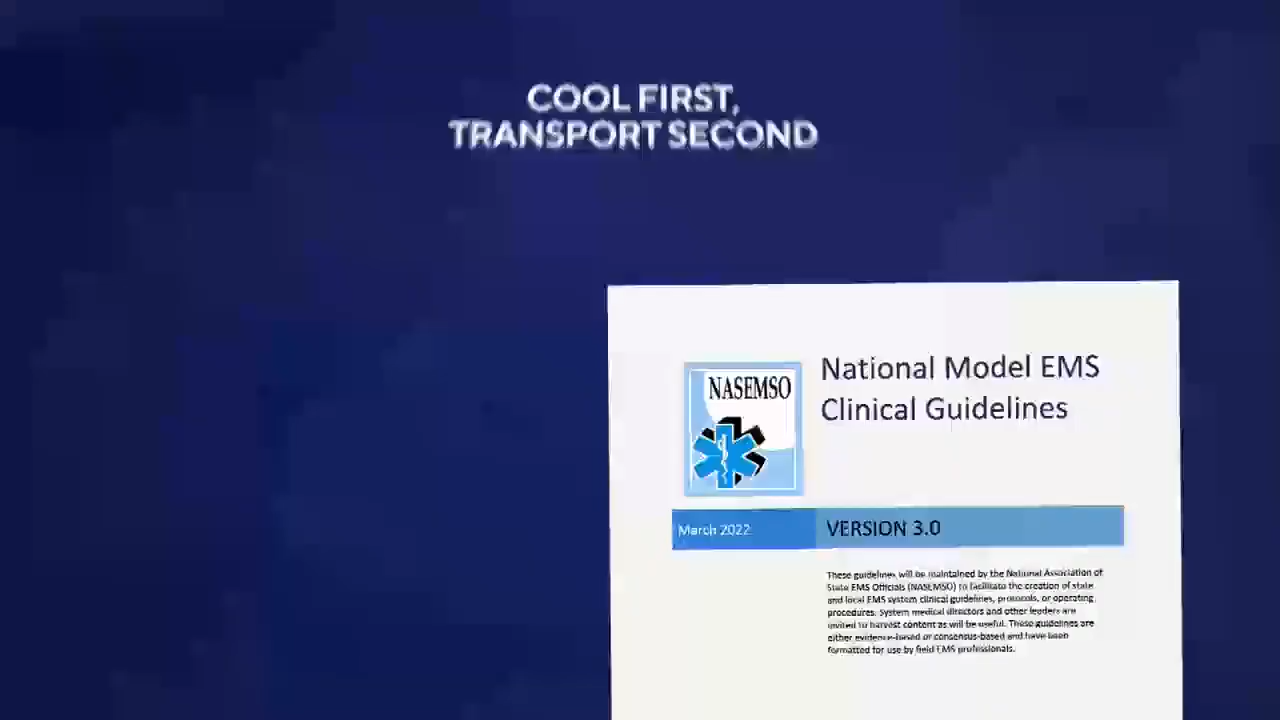 COOL FIRST,
TRANSPORT SECOND
NASEMSO
National Model EMS
Clinical Guidelines
March 2022
VERSION 3.0
These guidelines will be maintained by the National Association of
State EMS Officials (NASEMSO) to facilitate the creation of state
and local EMS system clinical guidelines, protocols, or operating
procedures. System medical directors and other leaders are
invited to harvest content as will be useful. These guidelines are
either evidence-based or consensus-based and have been
formatted for use by field EMS professionals.